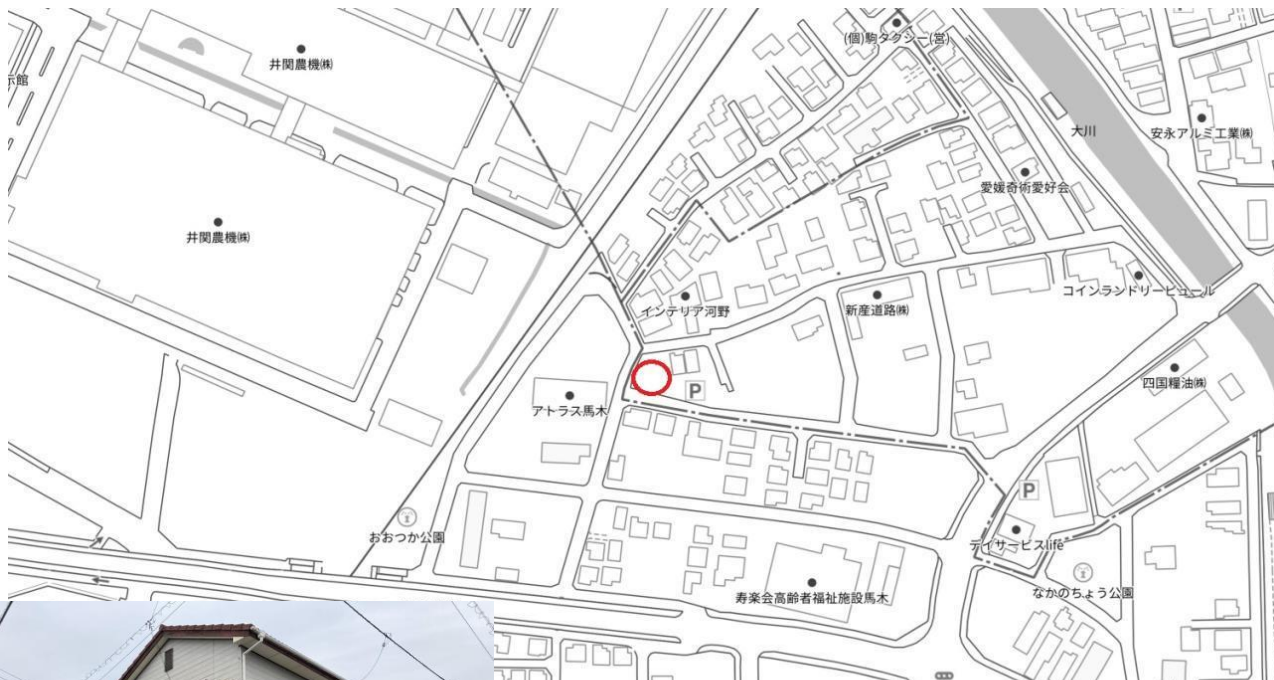 (個)駒タクシー(営)
井関農機㈱
示館
大川
安永アルミ工業㈱
愛媛奇術愛好会
井関農機㈱
コインランドリーピュール
インテリア河野
新産道路㈱
四国糧油㈱
P
アトラス馬木
P
おおつか公園
デイサービスlife
なかのちょう公園
寿楽会高齢者福祉施設馬木